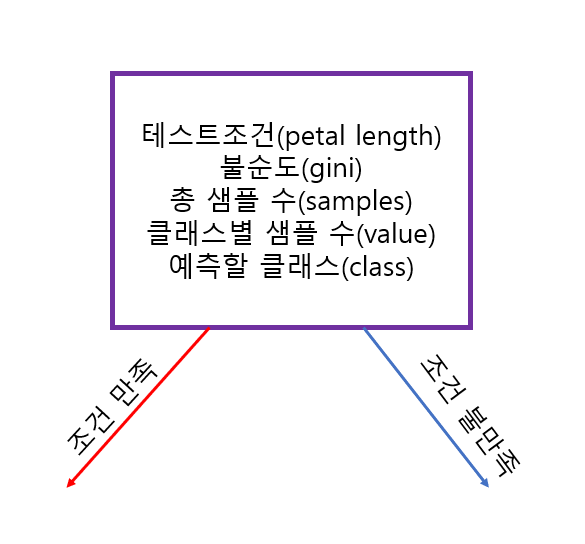 테스트조건(petal length)
불순도(gini)
총 샘플 수(samples)
클래스별 샘플 수(value)
예측할 클래스(class)
조건 만족
조건 불만족